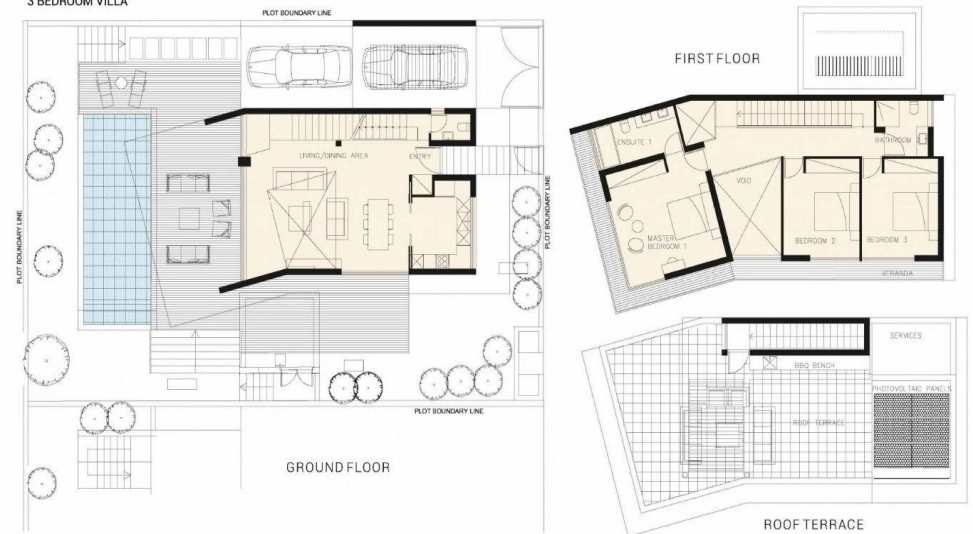 3 BEDROOM VILLA
PLOT BOUNDARY LINE
LIVING/DINING AREA
ENTRY
PLOT BOUNDARY LINE
PLOT BOUNDARY LINE
PLOT BOUNDARY LINE
GROUND FLOOR
FIRST FLOOR
ENSUITE 1
BATHROOM 2
VOID
MASTER
BEDROOM 1
BEDROOM 2
BEDROOM 3
VERANDA
SERVICES
BBQ BENCH
PHOTOVOLTAIC PANELS
ROOF TERRACE
ROOF TERRACE